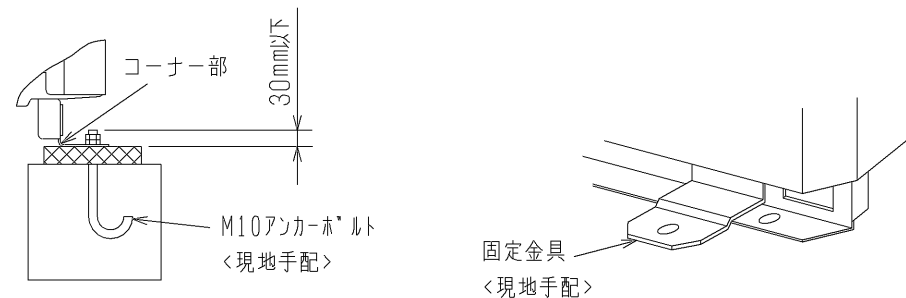 コーナー部
30mm以下
M10アンカーボルト
<現地手配>
固定金具
<現地手配>